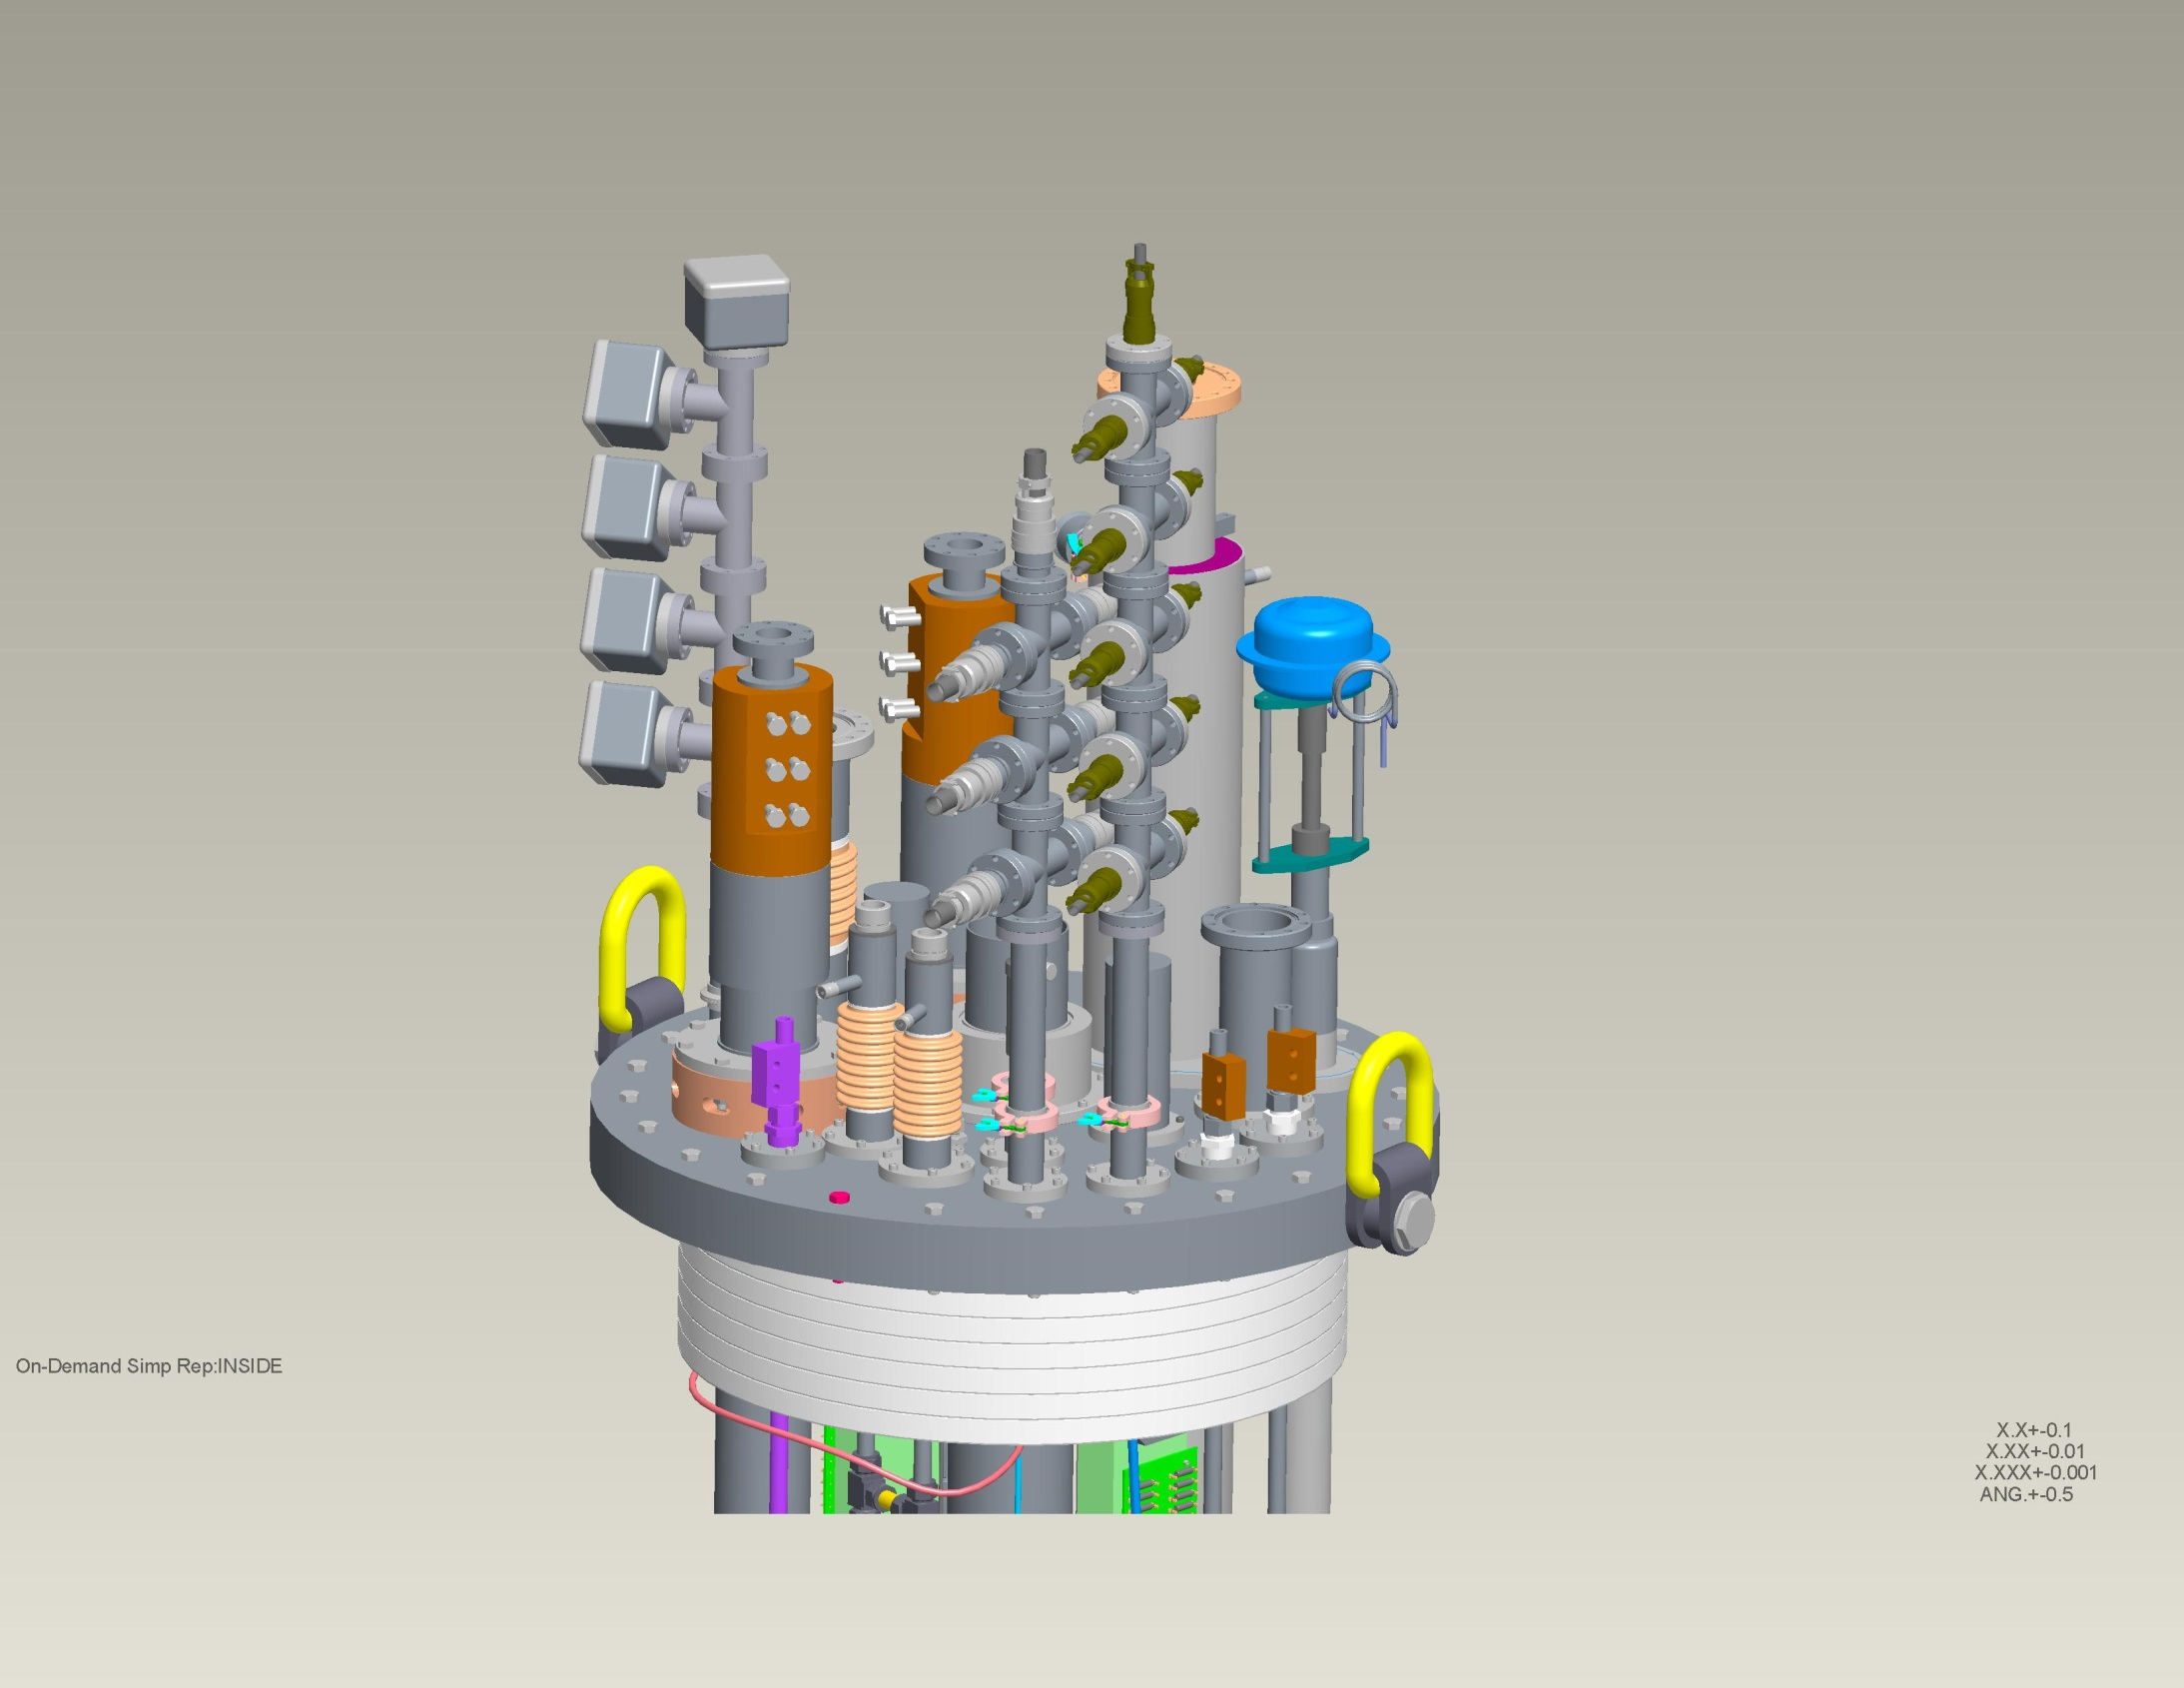 On-Demand Simp Rep:INSIDE
X.X+-0.1
X.XX+-0.01
X.XXX+-0.001
ANG.+-0.5